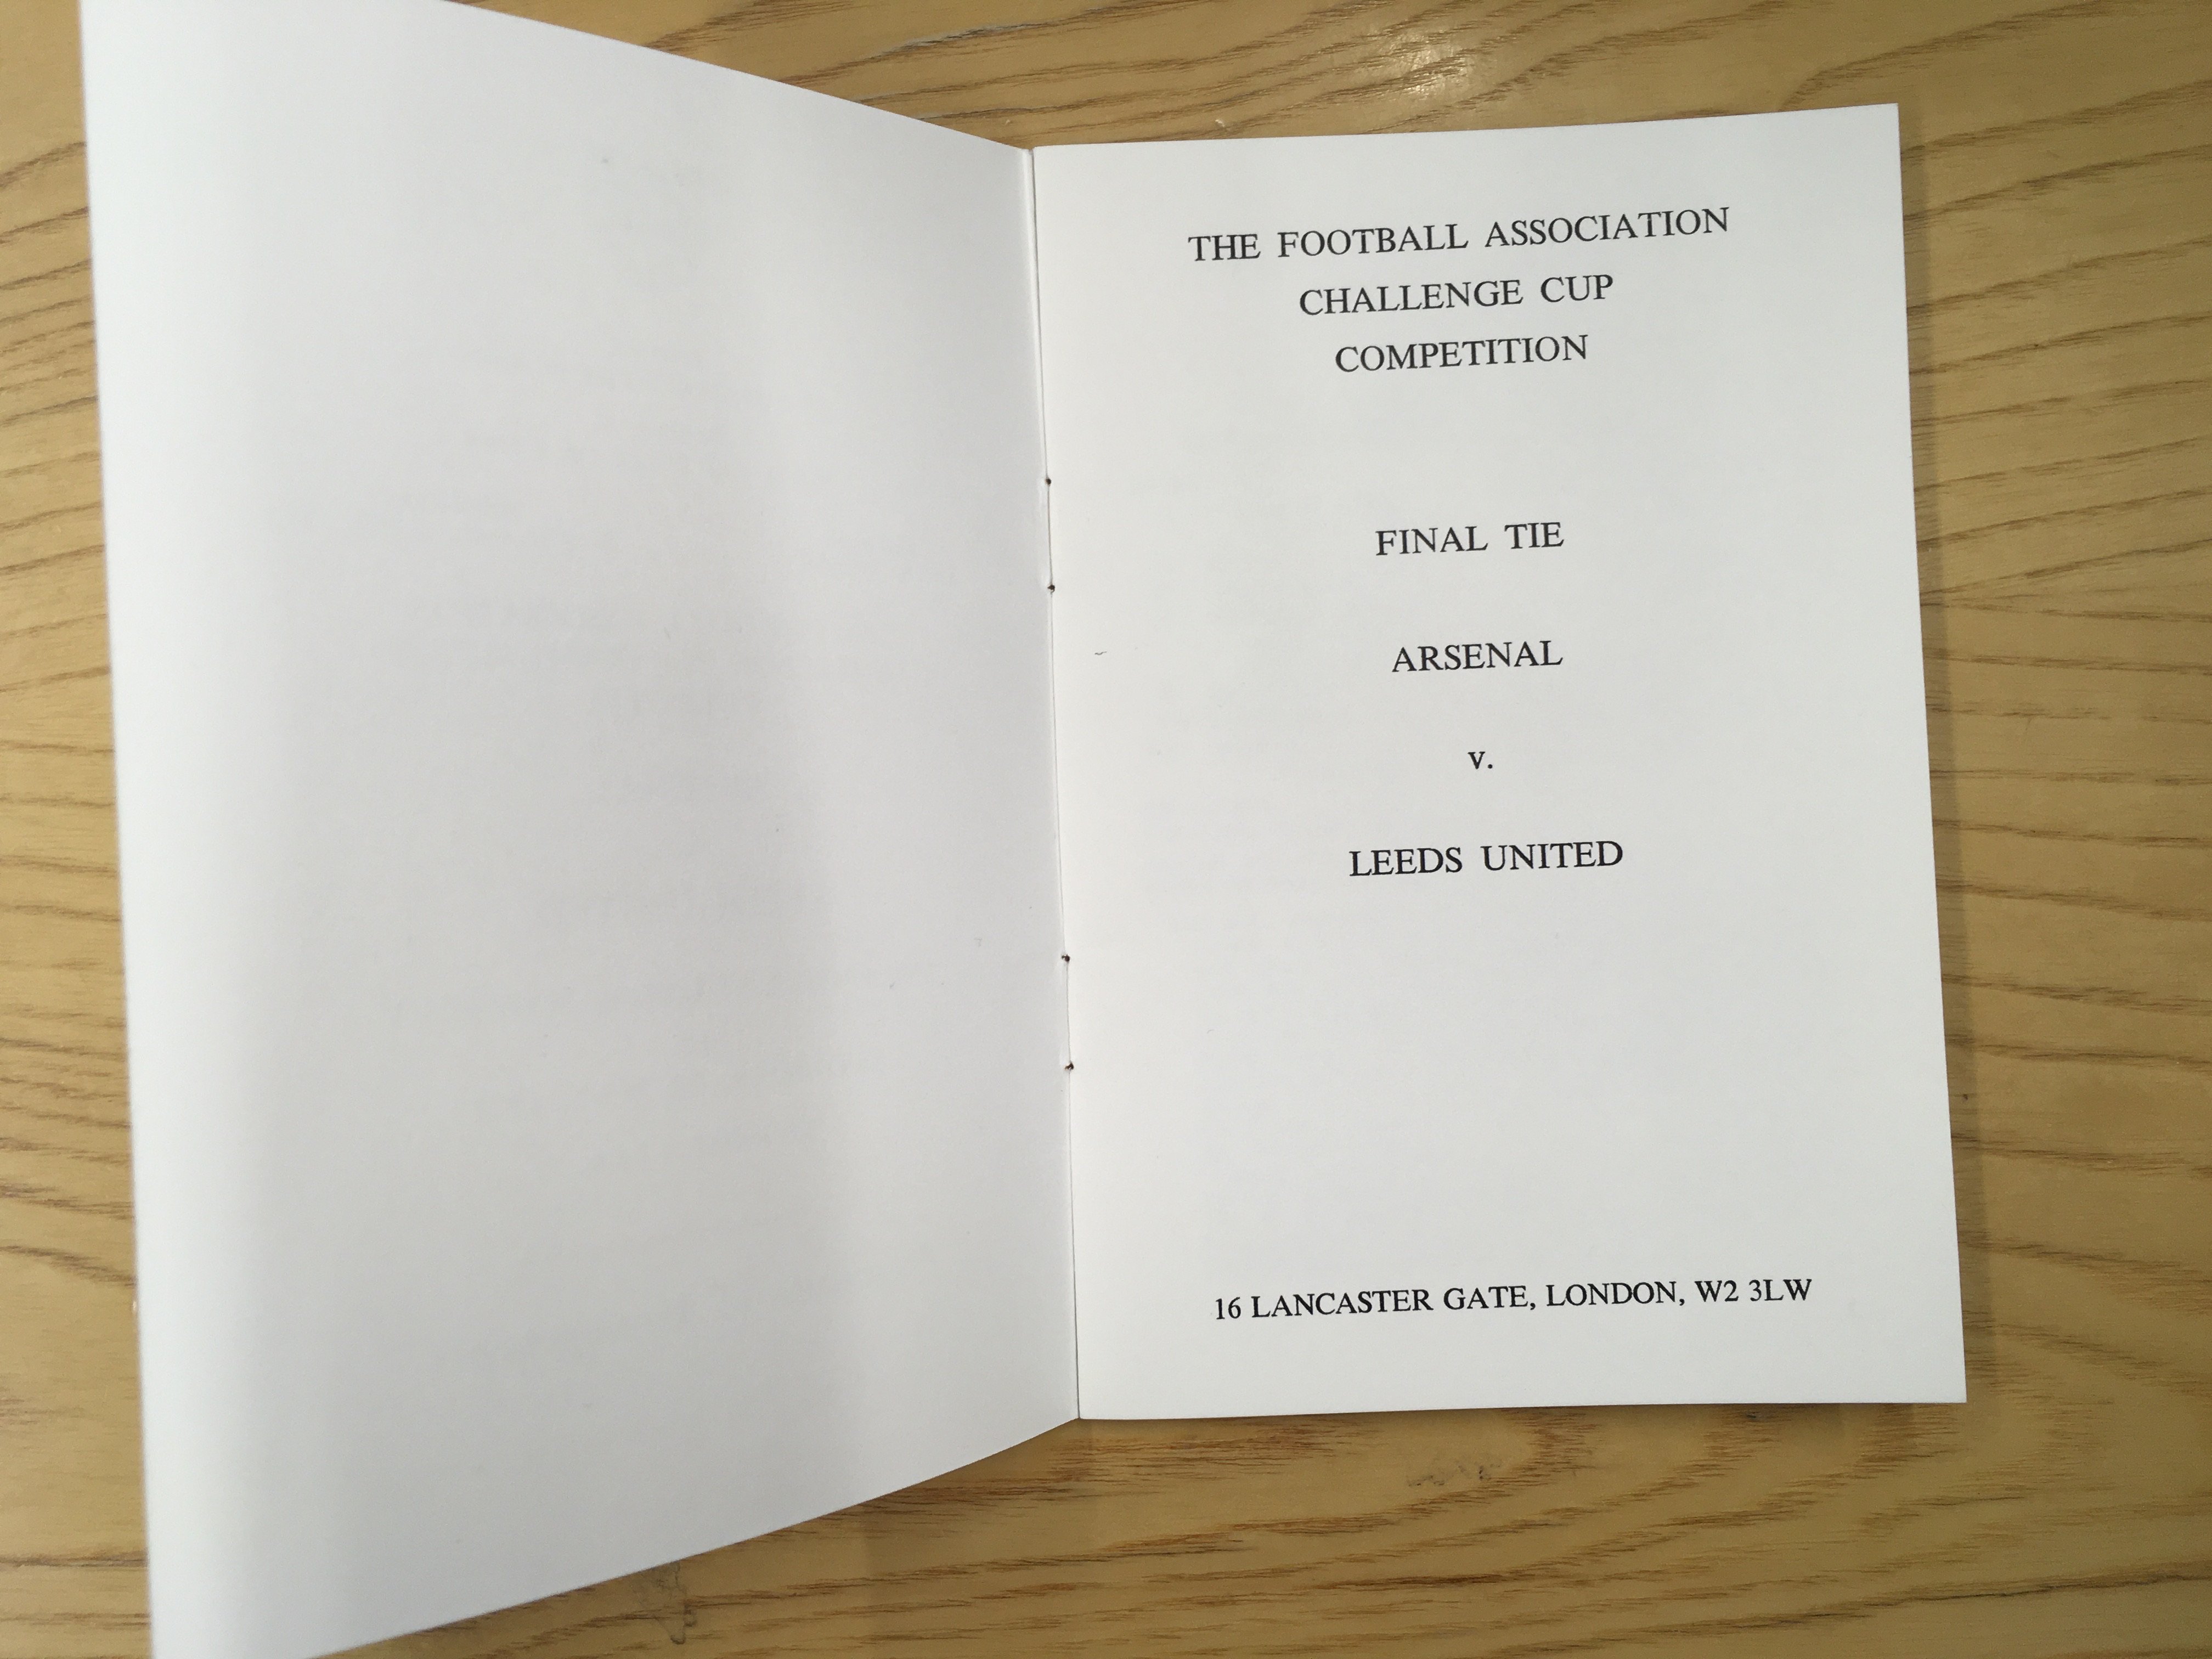 THE FOOTBALL ASSOCIATION
CHALLENGE CUP
COMPETITION
FINAL TIE
ARSENAL
v.
LEEDS UNITED
16 LANCASTER GATE, LONDON, W2 3LW